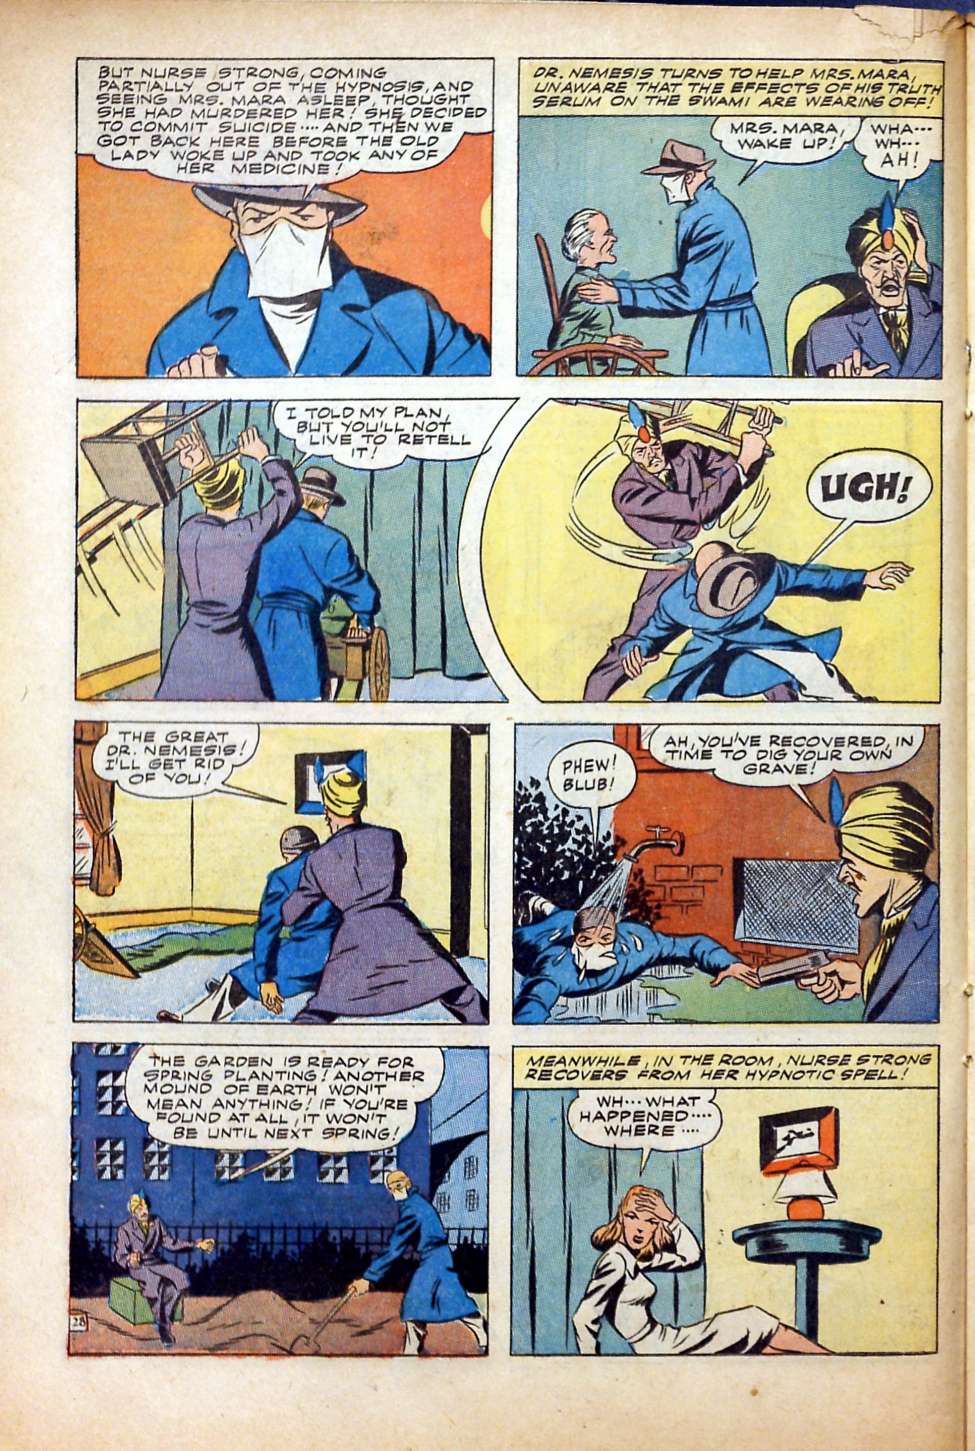 BUT NURSE STRONG, COMING
PARTIALLY OUT OF THE HYPNOSIS, AND
SEEING MRS. MARA ASLEEP, THOUGHT
SHE HAD MURDERED HER! SHE DECIDED
TO COMMIT SUICIDE.... AND THEN WE
GOT BACK HERE BEFORE THE OLD
LADY WOKE UP AND TOOK ANY OF
HER MEDICINE!
DR. NEMESIS TURNS TO HELP MRS. MARA,
UNAWARE THAT THE EFFECTS OF HIS TRUTH
SERUM ON THE SWAMI ARE WEARING OFF!
MRS. MARA,
WAKE UP!
WHA---
WH---
AH!
I TOLD MY PLAN,
BUT YOU'LL NOT
LIVE TO RETELL
IT!
UGH!
THE GREAT
DR. NEMESIS!
I'LL GET RID
OF YOU!
PHEW!
BLUB!
AH, YOU'VE RECOVERED, IN
TIME TO DIG YOUR OWN
GRAVE!
THE GARDEN IS READY FOR
SPRING PLANTING! ANOTHER
MOUND OF EARTH WON'T
MEAN ANYTHING! IF YOU'RE
FOUND AT ALL, IT WON'T
BE UNTIL NEXT SPRING!
28
MEANWHILE, IN THE ROOM, NURSE STRONG
RECOVERS FROM HER HYPNOTIC SPELL!
WH---WHAT
HAPPENED....
WHERE ....